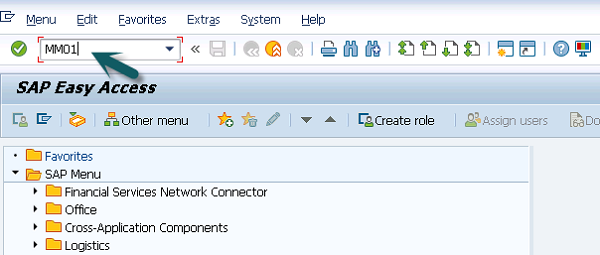 Menu Edit Favorites Extras System Help
MM01
SAP Easy Access
Other menu Create role Assign users
Favorites
SAP Menu
Financial Services Network Connector
Office
Cross-Application Components
Logistics